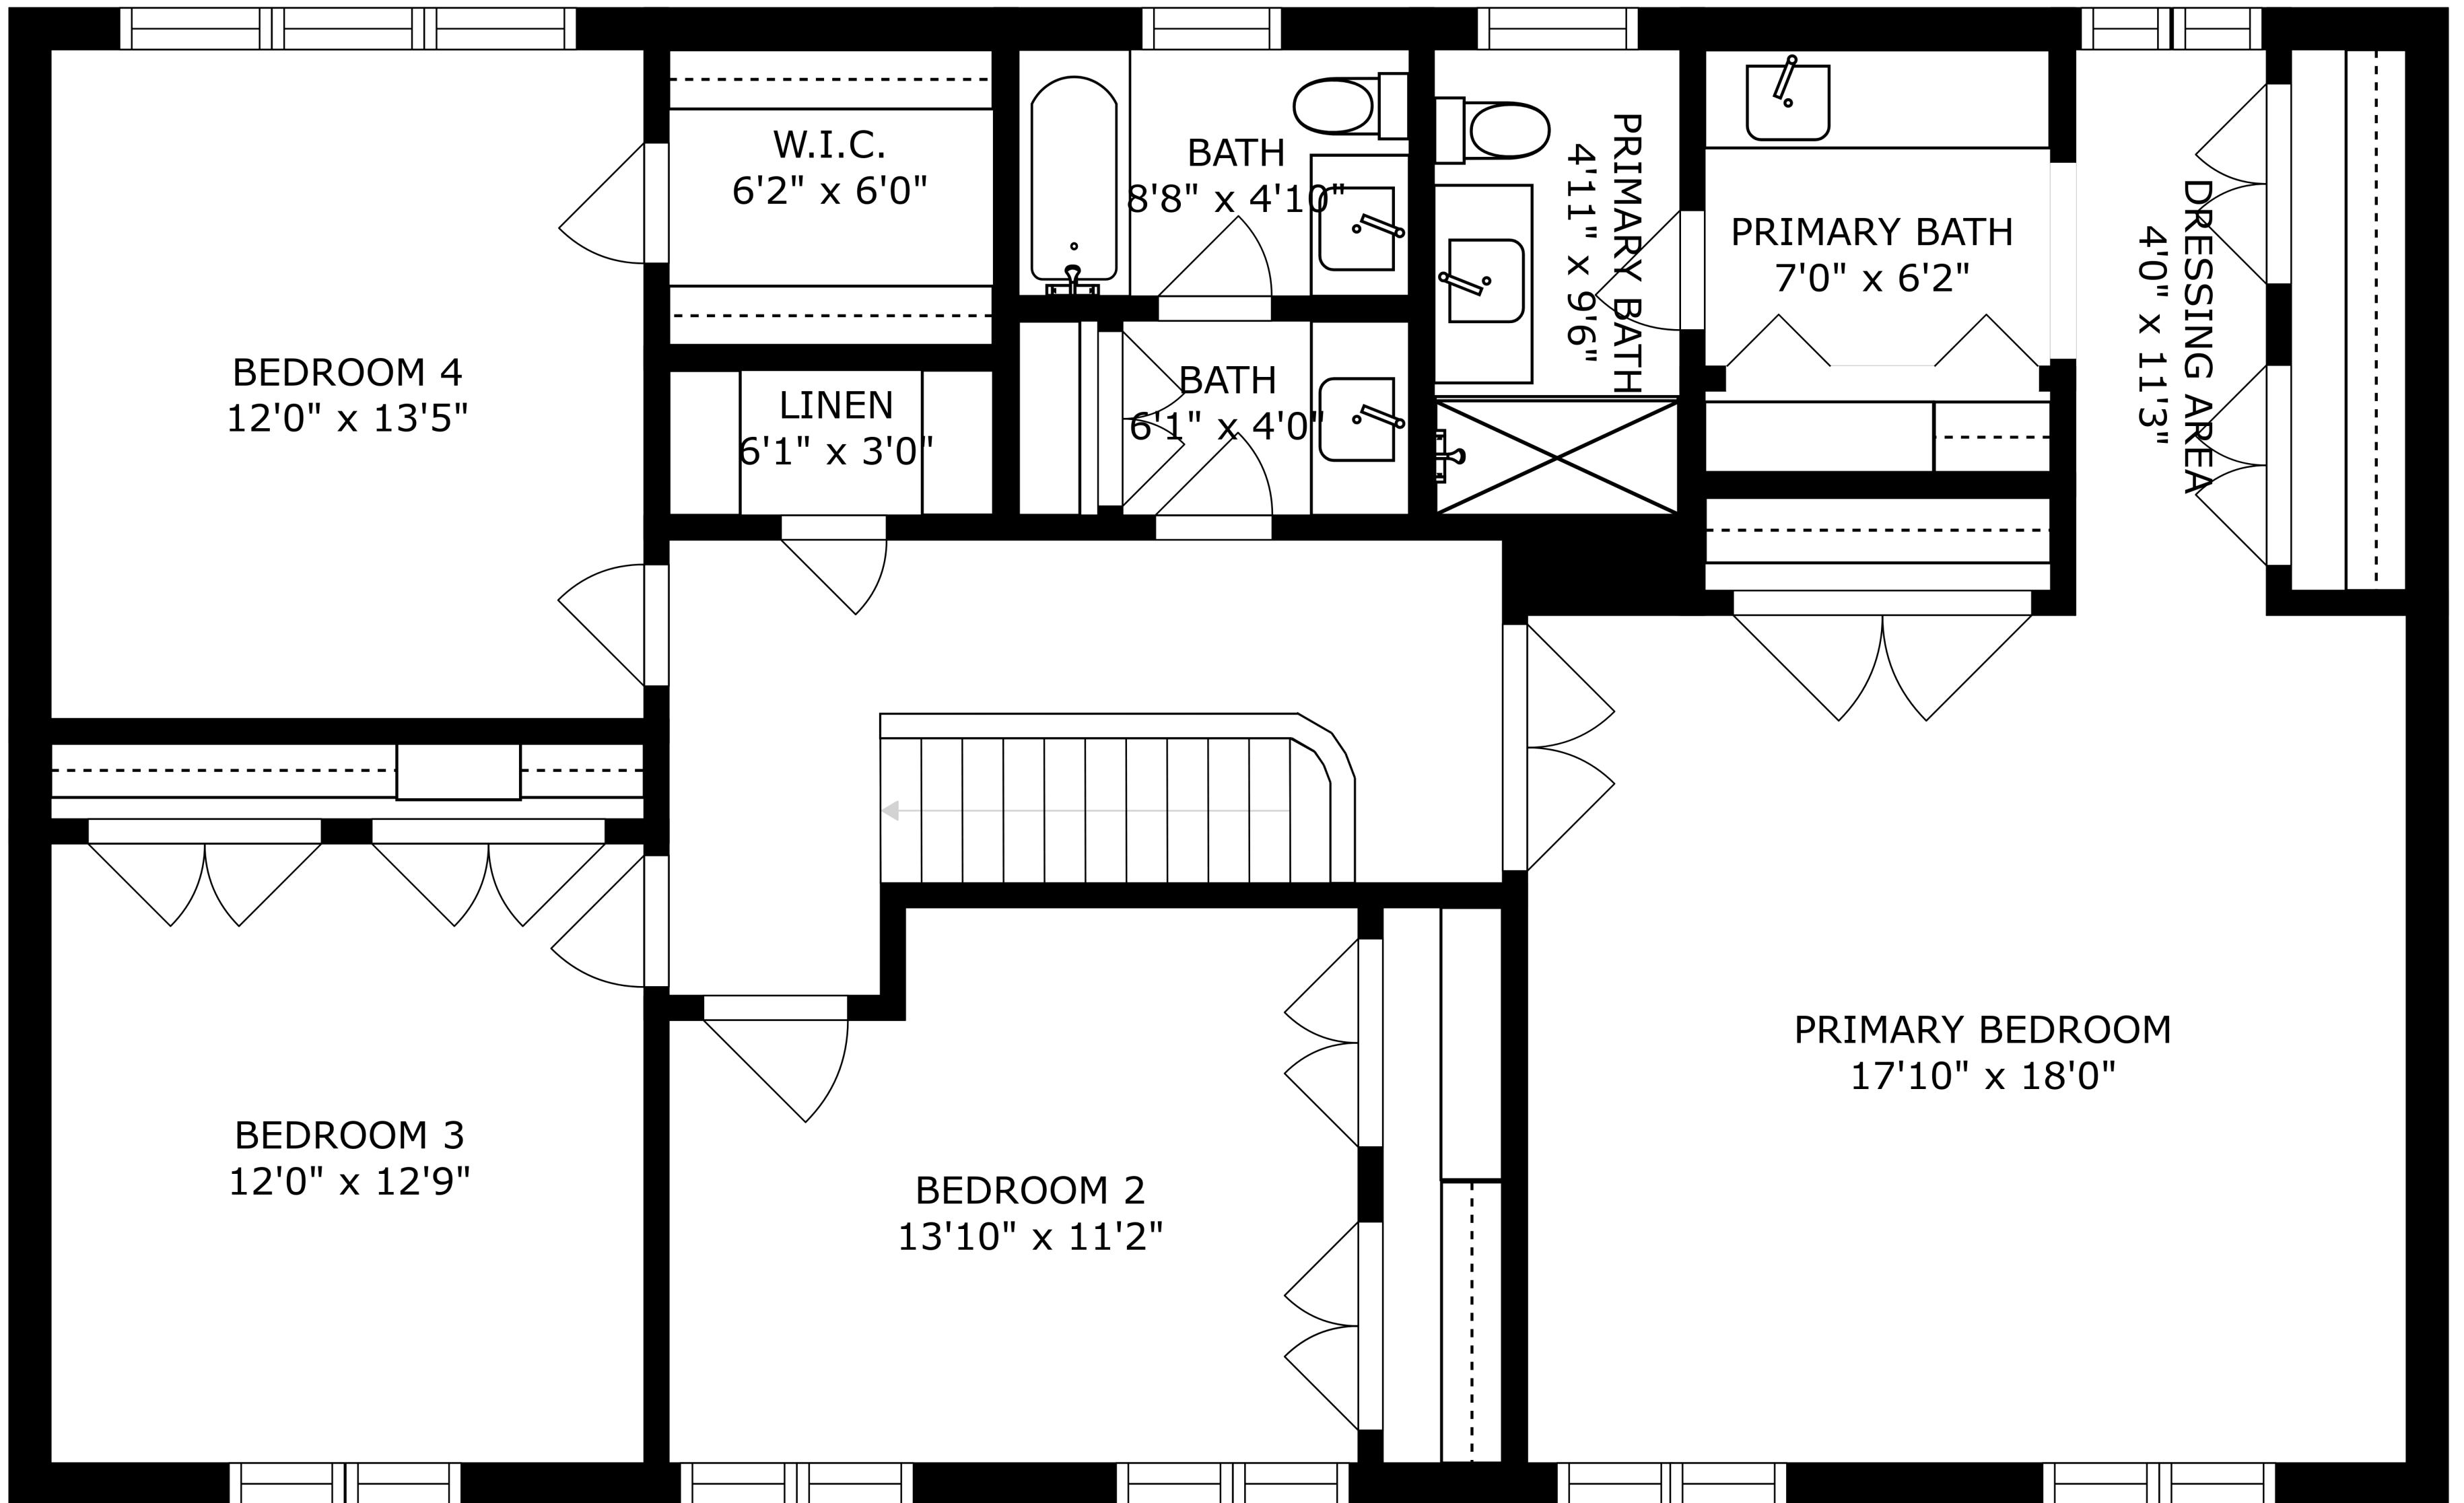 W.I.C.
6'2" x 6'0"
BATH
8'8" x 4'10"
PRIMARY BATH
4'11" x 9'6"
PRIMARY BATH
7'0" x 6'2"
DRESSING AREA
4'0" x 11'3"
BEDROOM 4
12'0" x 13'5"
LINEN
6'1" x 3'0"
BATH
6'1" x 4'0"
PRIMARY BEDROOM
17'10" x 18'0"
BEDROOM 3
12'0" x 12'9"
BEDROOM 2
13'10" x 11'2"